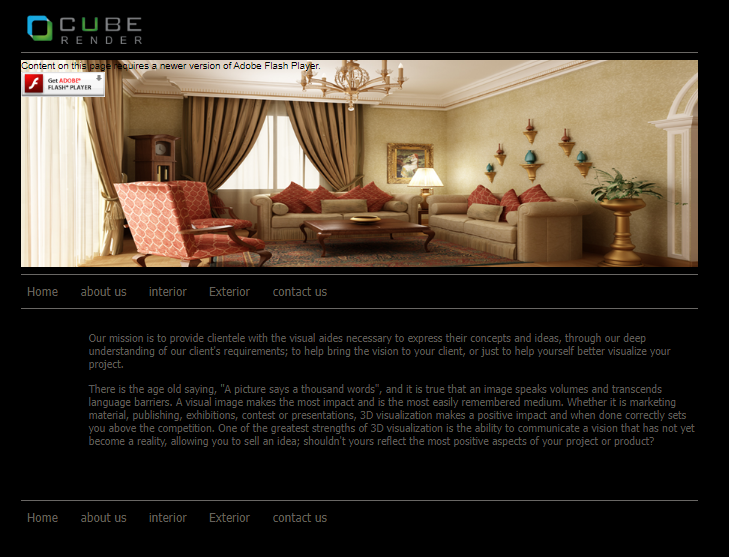 CUBE
RENDER
Content on this page requires a newer version of Adobe Flash Player.
Get ADOBE®
FLASH® PLAYER
Home about us interior Exterior contact us
Our mission is to provide clientele with the visual aides necessary to express their concepts and ideas, through our deep
understanding of our client's requirements; to help bring the vision to your client, or just to help yourself better visualize your
project.
There is the age old saying, "A picture says a thousand words", and it is true that an image speaks volumes and transcends
language barriers. A visual image makes the most impact and is the most easily remembered medium. Whether it is marketing
material, publishing, exhibitions, contest or presentations, 3D visualization makes a positive impact and when done correctly sets
you above the competition. One of the greatest strengths of 3D visualization is the ability to communicate a vision that has not yet
become a reality, allowing you to sell an idea; shouldn't yours reflect the most positive aspects of your project or product?
Home about us interior Exterior contact us